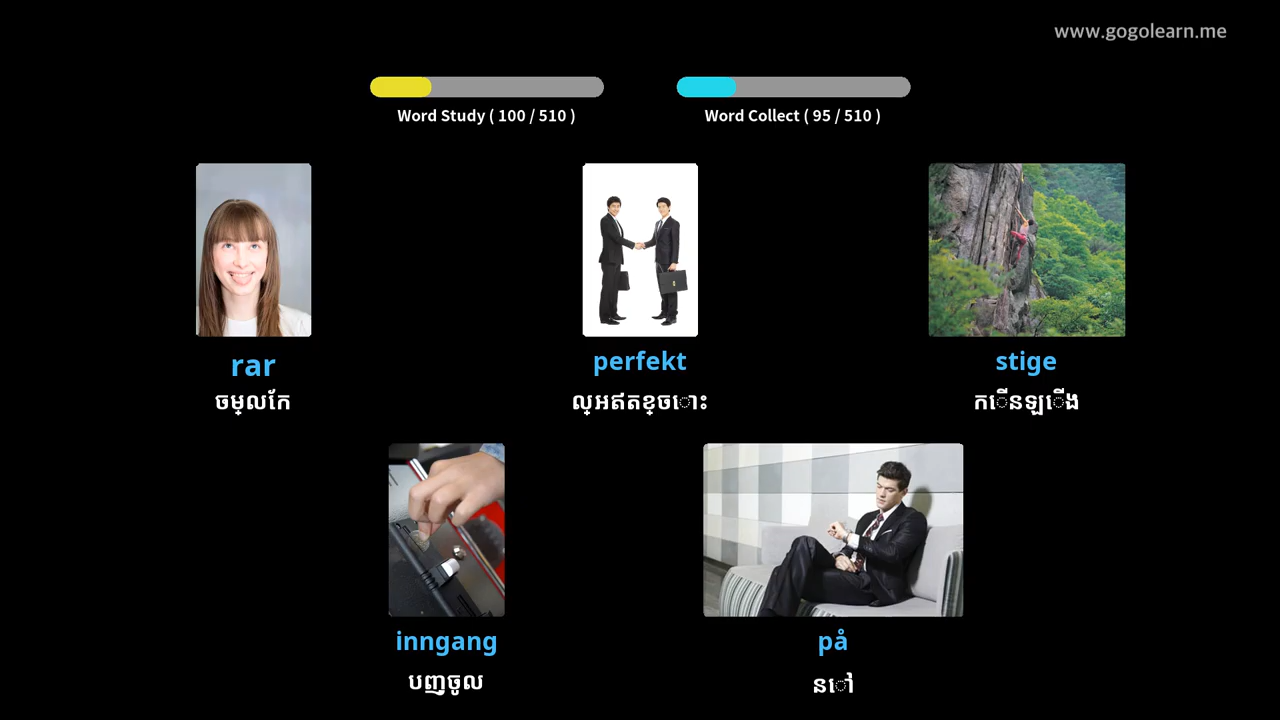 www.gogolearn.me
Word Study ( 100 / 510 )
Word Collect ( 95 / 510 )
rar
ចម្លែក
perfekt
ល្អឥតខ្ចោះ
stige
កើនឡើង
inngang
បញ្ចូល
på
នៅ